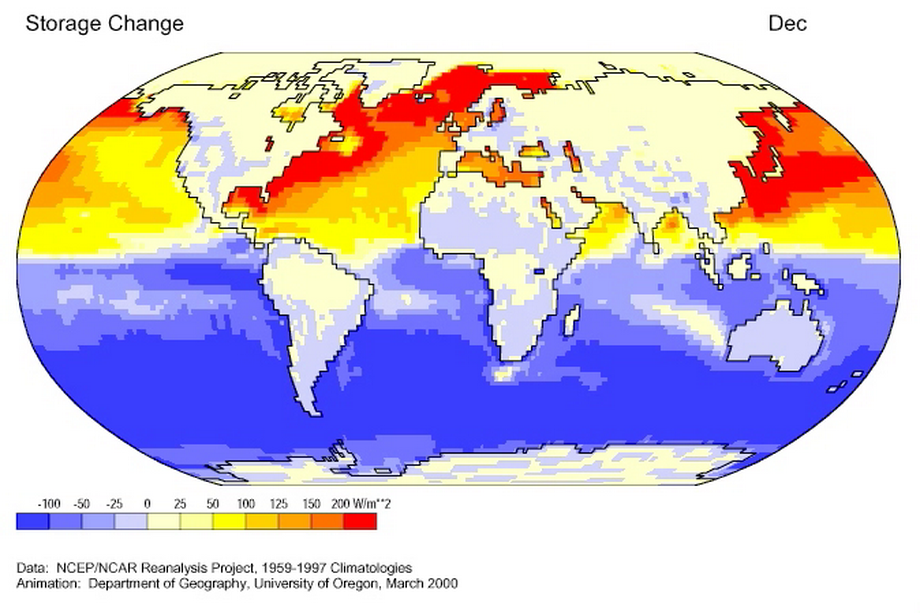 Storage Change
Dec
-100 -50 -25 0 25 50 100 125 150 200 W/m**2
Data: NCEP/NCAR Reanalysis Project, 1959-1997 Climatologies
Animation: Department of Geography, University of Oregon, March 2000